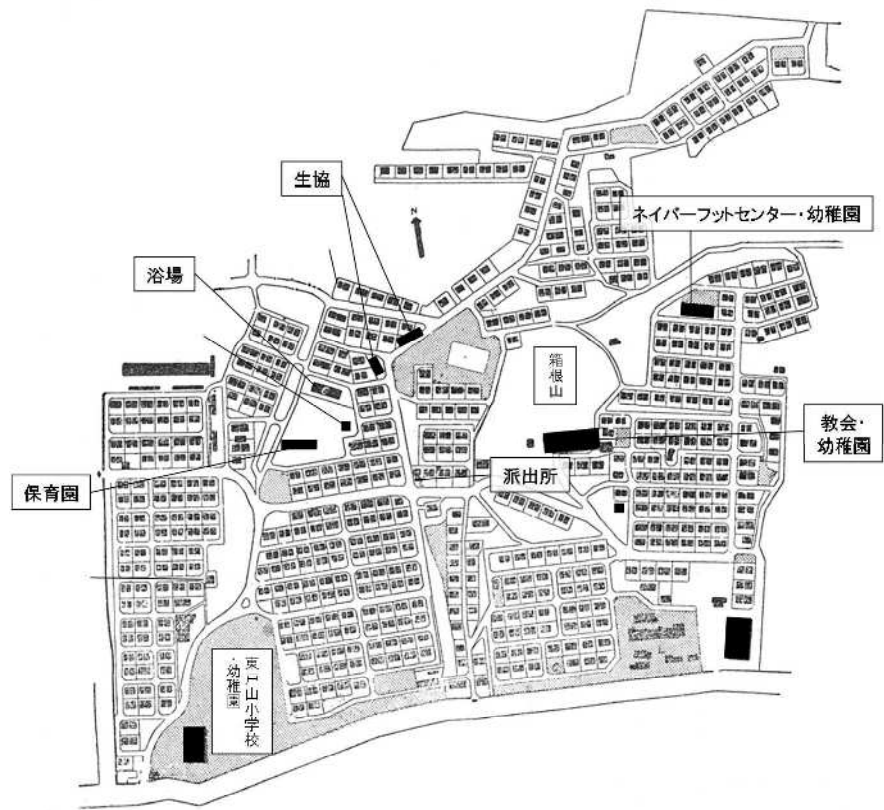 生協
N
ネイバーフットセンター・幼稚園
浴場
箱根山
教会・
幼稚園
派出所
保育園
東戸山小学校
・幼稚園